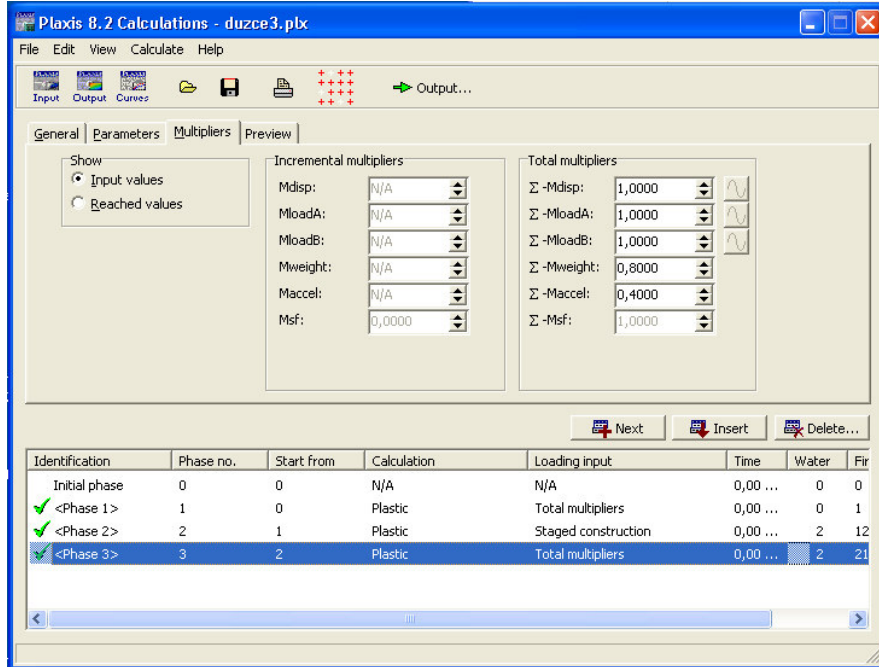 Plaxis 8.2 Calculations - duzce3.plx
File Edit View Calculate Help
Input Output Curves Output...
General Parameters Multipliers Preview
Show
Input values
Reached values
Incremental multipliers
Mdisp: N/A
MloadA: N/A
MloadB: N/A
Mweight: N/A
Maccel: N/A
Msf: 0,0000
Total multipliers
Σ -Mdisp: 1,0000
Σ -MloadA: 1,0000
Σ -MloadB: 1,0000
Σ -Mweight: 0,8000
Σ -Maccel: 0,4000
Σ -Msf: 1,0000
Next Insert Delete...
Identification Phase no. Start from Calculation Loading input Time Water Fir
Initial phase 0 0 N/A N/A 0,00 ... 0 0
<Phase 1> 1 0 Plastic Total multipliers 0,00 ... 0 1
<Phase 2> 2 1 Plastic Staged construction 0,00 ... 2 12
<Phase 3> 3 2 Plastic Total multipliers 0,00 ... 2 21